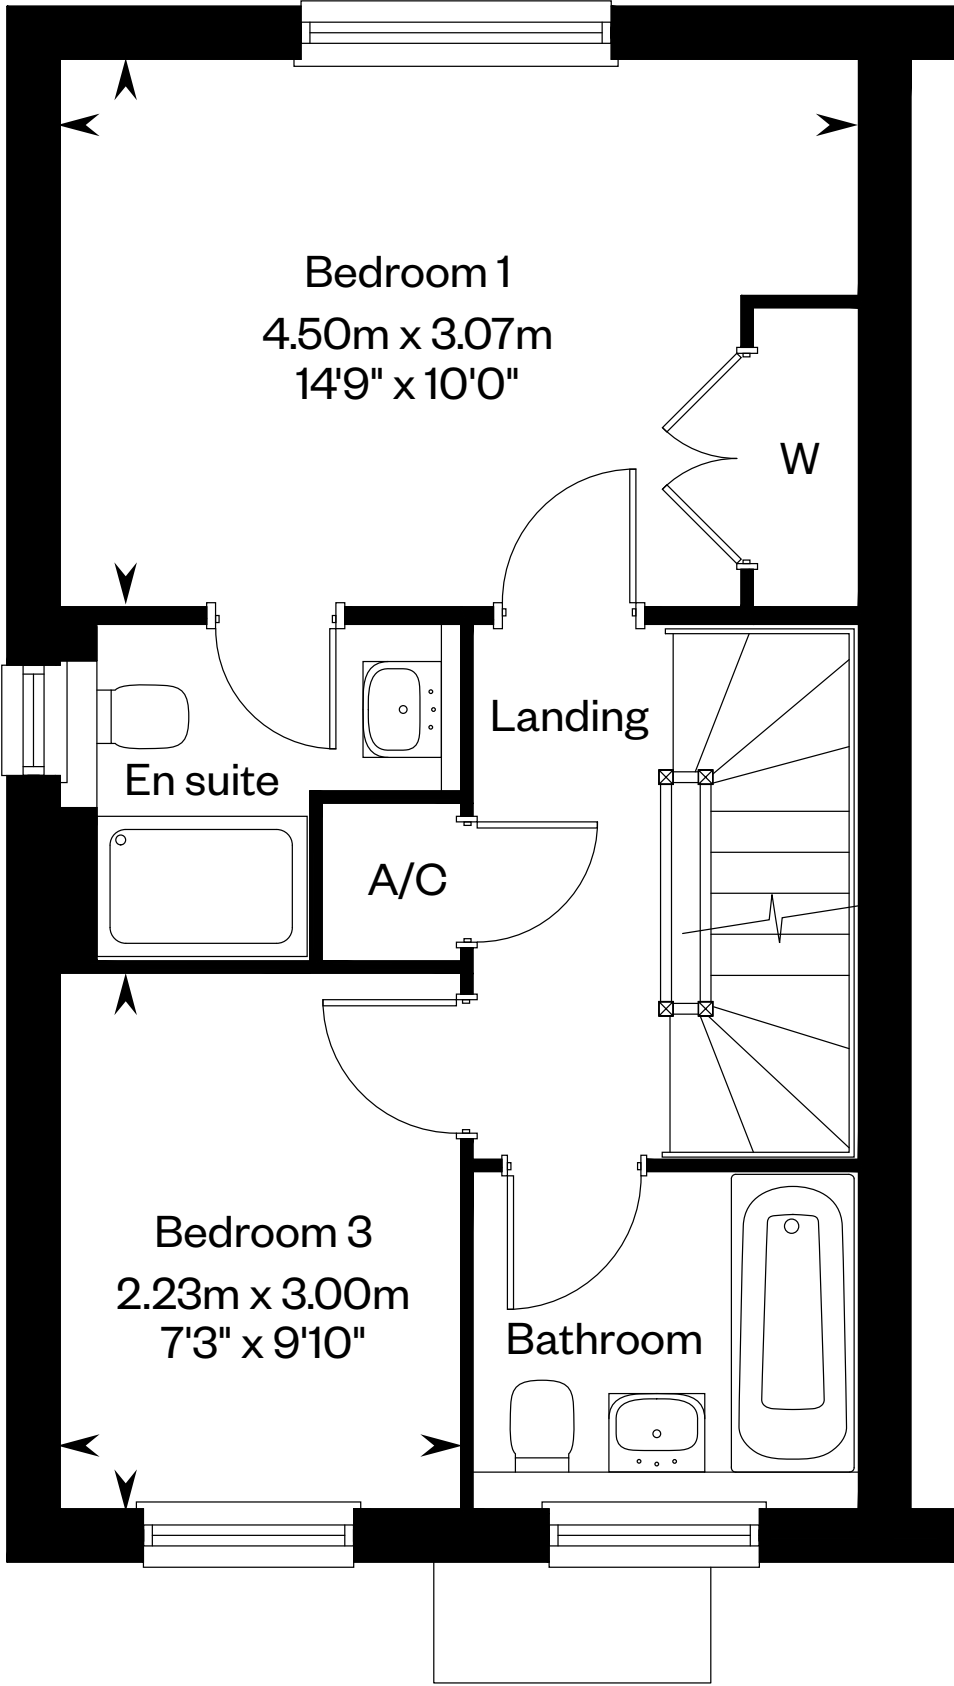 Bedroom 1
4.50m x 3.07m
14'9" x 10'0"
W
Landing
En suite
A/C
Bedroom 3
2.23m x 3.00m
7'3" x 9'10"
Bathroom